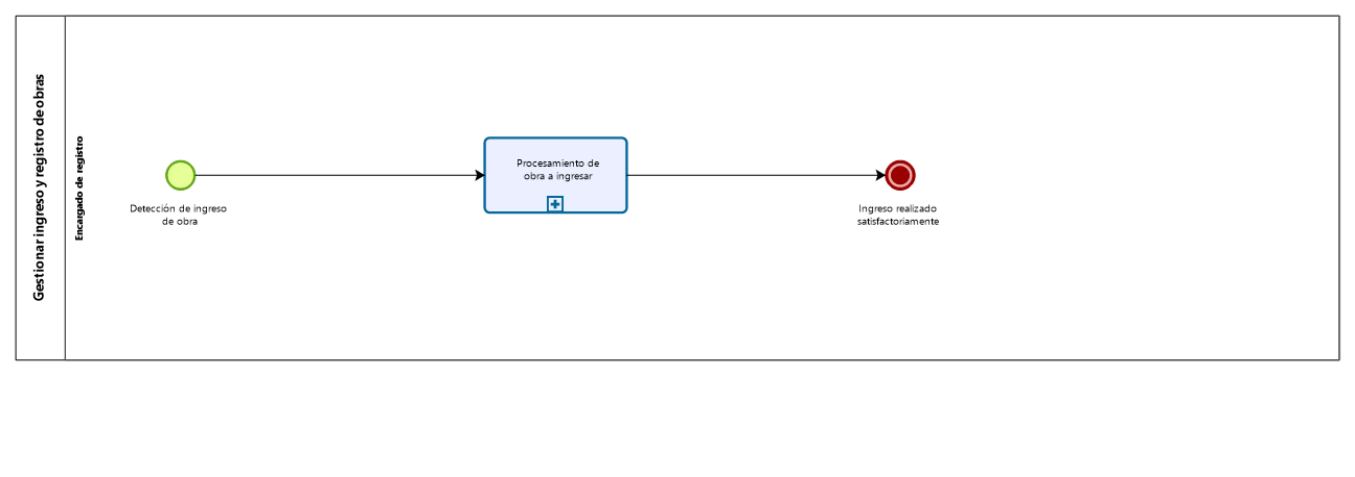 Gestionar ingreso y registro de obras
Encargado de registro
Detección de ingreso
de obra
Procesamiento de
obra a ingresar
Ingreso realizado
satisfactoriamente